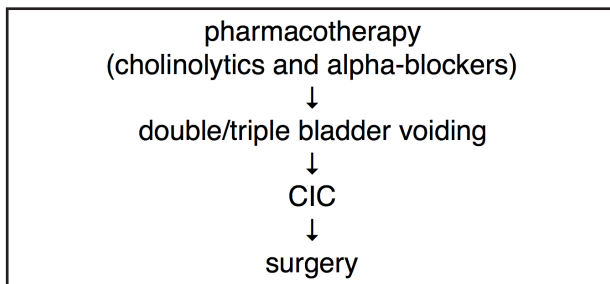 pharmacotherapy
(cholinolytics and alpha-blockers)
↓
double/triple bladder voiding
↓
CIC
↓
surgery